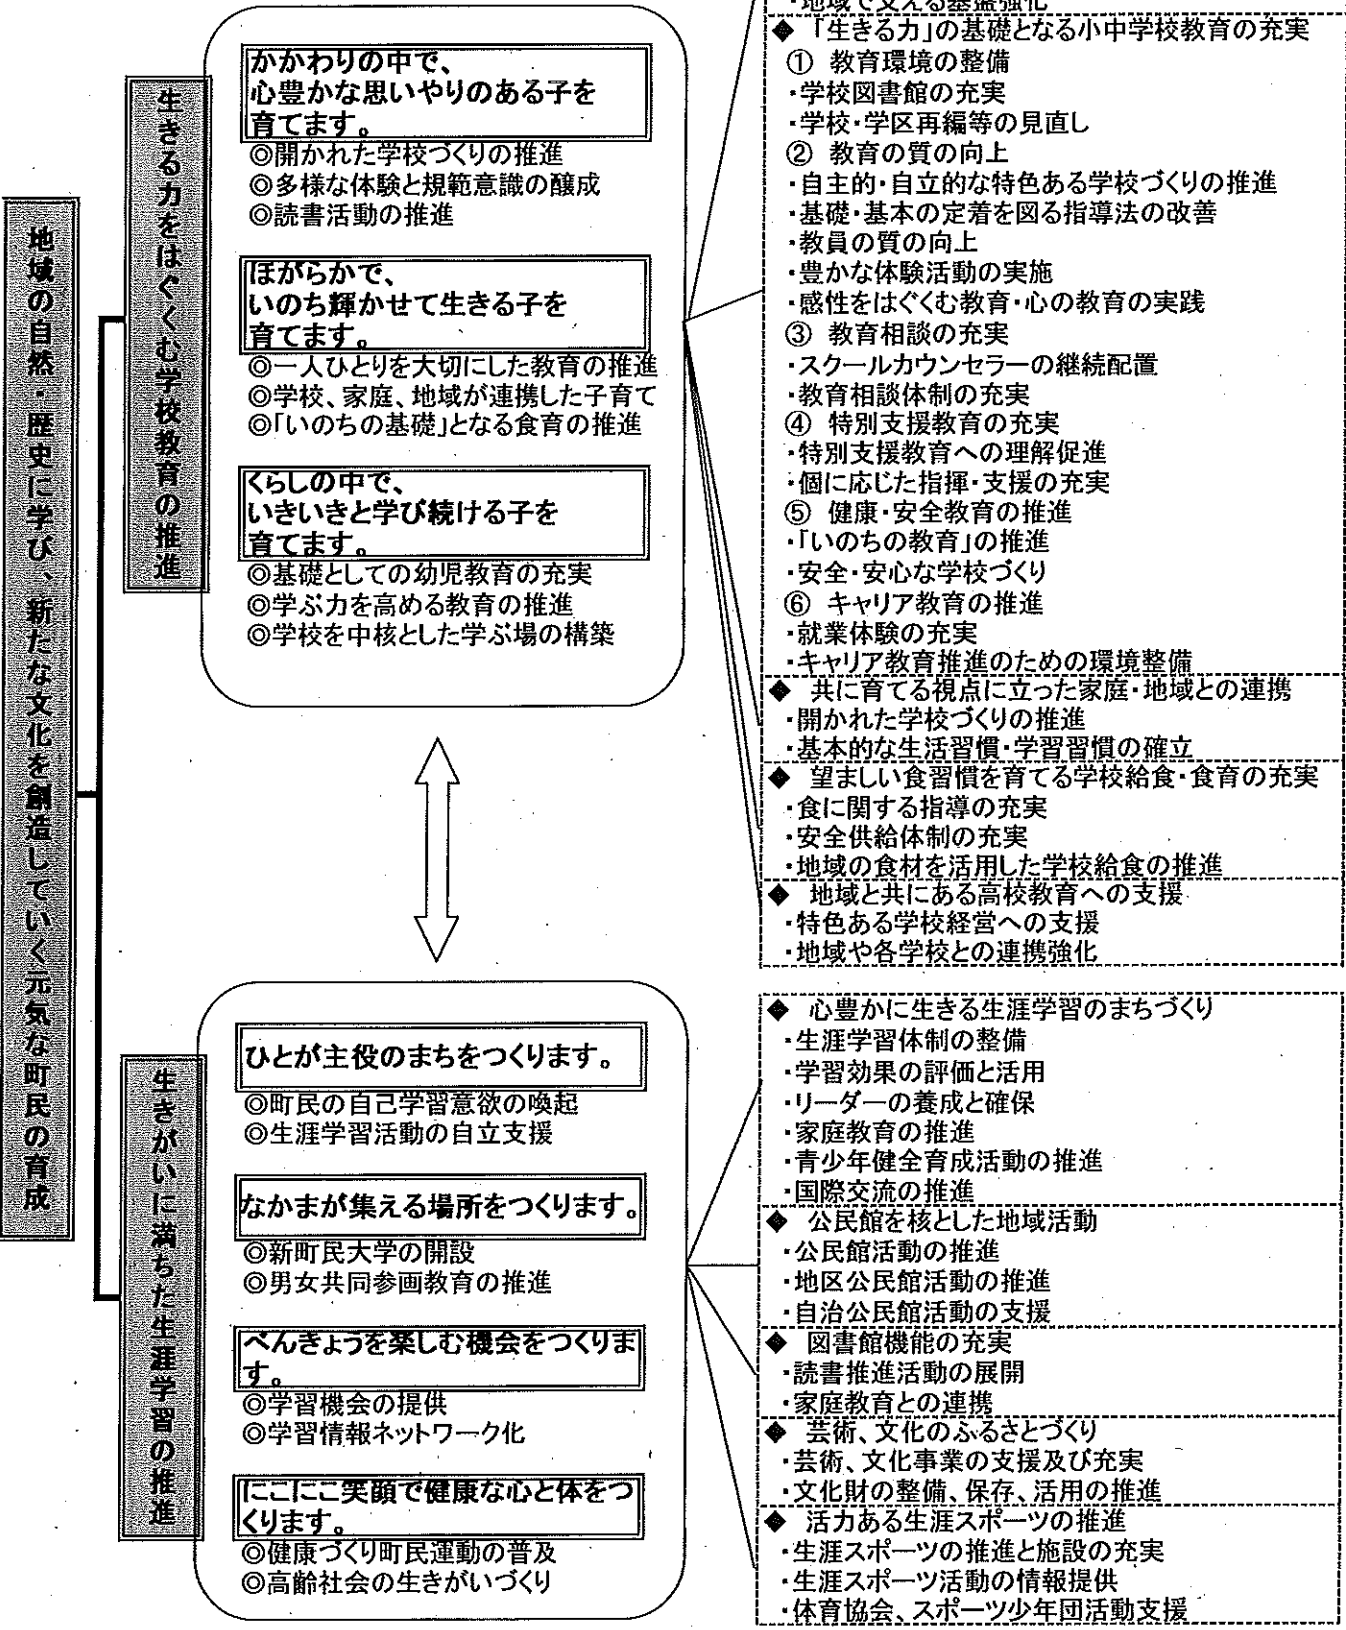 地域の自然・歴史に学び、新たな文化を創造していく元気な町民の育成
生きる力をはぐくむ学校教育の推進
かかわりの中で、
心豊かな思いやりのある子を
育てます。
◎開かれた学校づくりの推進
◎多様な体験と規範意識の醸成
◎読書活動の推進
ほがらかで、
いのち輝かせて生きる子を
育てます。
◎一人ひとりを大切にした教育の推進
◎学校、家庭、地域が連携した子育て
◎「いのちの基礎」となる食育の推進
くらしの中で、
いきいきと学び続ける子を
育てます。
◎基礎としての幼児教育の充実
◎学ぶ力を高める教育の推進
◎学校を中核とした学ぶ場の構築
・地域で支える基盤強化
◆「生きる力」の基礎となる小中学校教育の充実
① 教育環境の整備
・学校図書館の充実
・学校・学区再編等の見直し
② 教育の質の向上
・自主的・自立的な特色ある学校づくりの推進
・基礎・基本の定着を図る指導法の改善
・教員の質の向上
・豊かな体験活動の実施
・感性をはぐくむ教育・心の教育の実践
③ 教育相談の充実
・スクールカウンセラーの継続配置
・教育相談体制の充実
④ 特別支援教育の充実
・特別支援教育への理解促進
・個に応じた指揮・支援の充実
⑤ 健康・安全教育の推進
・「いのちの教育」の推進
・安全・安心な学校づくり
⑥ キャリア教育の推進
・就業体験の充実
・キャリア教育推進のための環境整備
◆ 共に育てる視点に立った家庭・地域との連携
・開かれた学校づくりの推進
・基本的な生活習慣・学習習慣の確立
◆ 望ましい食習慣を育てる学校給食・食育の充実
・食に関する指導の充実
・安全供給体制の充実
・地域の食材を活用した学校給食の推進
◆ 地域と共にある高校教育への支援
・特色ある学校経営への支援
・地域や各学校との連携強化
生きがいに満ちた生涯学習の推進
ひとが主役のまちをつくります。
◎町民の自己学習意欲の喚起
◎生涯学習活動の自立支援
なかまが集える場所をつくります。
◎新町民大学の開設
◎男女共同参画教育の推進
べんきょうを楽しむ機会をつくりま
す。
◎学習機会の提供
◎学習情報ネットワーク化
にこにこ笑顔で健康な心と体をつ
くります。
◎健康づくり町民運動の普及
◎高齢社会の生きがいづくり
◆ 心豊かに生きる生涯学習のまちづくり
・生涯学習体制の整備
・学習効果の評価と活用
・リーダーの養成と確保
・家庭教育の推進
・青少年健全育成活動の推進
・国際交流の推進
◆ 公民館を核とした地域活動
・公民館活動の推進
・地区公民館活動の推進
・自治公民館活動の支援
◆ 図書館機能の充実
・読書推進活動の展開
・家庭教育との連携
◆ 芸術、文化のふるさとづくり
・芸術、文化事業の支援及び充実
・文化財の整備、保存、活用の推進
◆ 活力ある生涯スポーツの推進
・生涯スポーツの推進と施設の充実
・生涯スポーツ活動の情報提供
・体育協会、スポーツ少年団活動支援